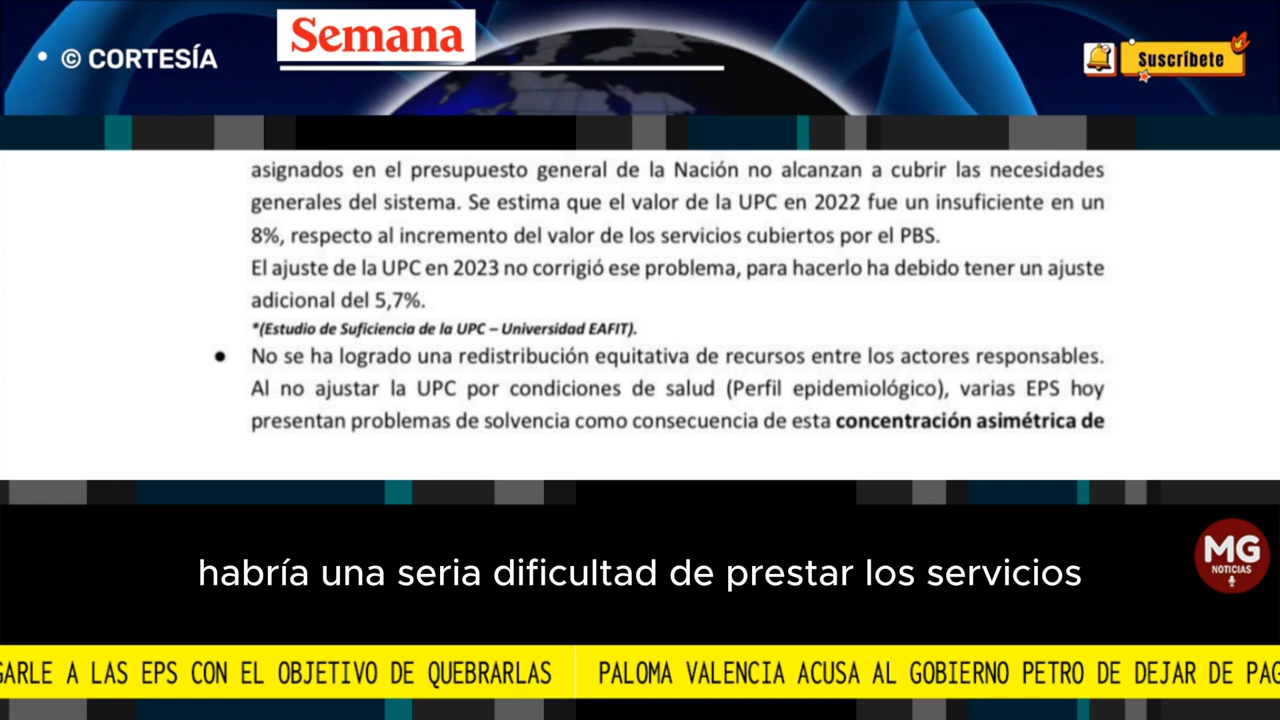 © CORTESÍA
Semana
Suscríbete
asignados en el presupuesto general de la Nación no alcanzan a cubrir las necesidades
generales del sistema. Se estima que el valor de la UPC en 2022 fue un insuficiente en un
8%, respecto al incremento del valor de los servicios cubiertos por el PBS.
El ajuste de la UPC en 2023 no corrigió ese problema, para hacerlo ha debido tener un ajuste
adicional del 5,7%.
*(Estudio de Suficiencia de la UPC – Universidad EAFIT).
● No se ha logrado una redistribución equitativa de recursos entre los actores responsables.
Al no ajustar la UPC por condiciones de salud (Perfil epidemiológico), varias EPS hoy
presentan problemas de solvencia como consecuencia de esta concentración asimétrica de
habría una seria dificultad de prestar los servicios
MG
NOTICIAS
GARLE A LAS EPS CON EL OBJETIVO DE QUEBRARLAS PALOMA VALENCIA ACUSA AL GOBIERNO PETRO DE DEJAR DE PAG